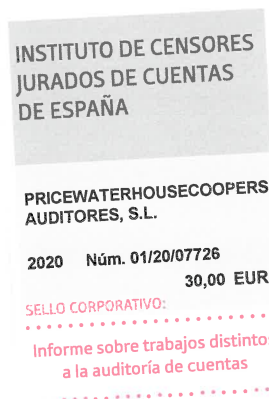 INSTITUTO DE CENSORES
JURADOS DE CUENTAS
DE ESPAÑA
PRICEWATERHOUSECOOPERS
AUDITORES, S.L.
2020 Núm. 01/20/07726
30,00 EUR
SELLO CORPORATIVO:
Informe sobre trabajos distinto
a la auditoría de cuentas